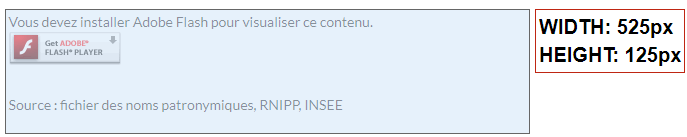 Vous devez installer Adobe Flash pour visualiser ce contenu.
Get ADOBE®
FLASH® PLAYER
Source : fichier des noms patronymiques, RNIPP, INSEE
WIDTH: 525px
HEIGHT: 125px